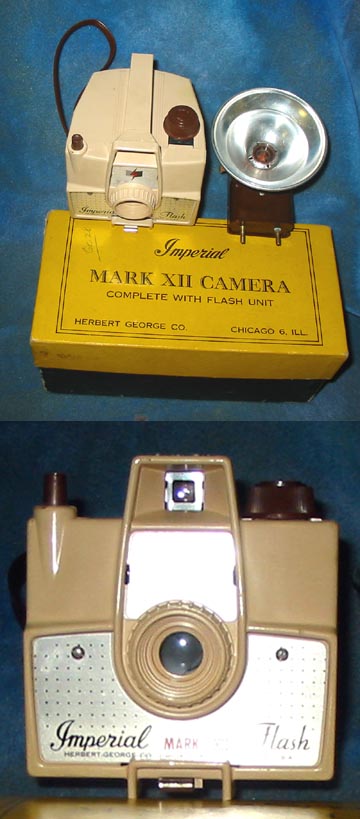 Imperial Flash
Imperial
MARK XII CAMERA
COMPLETE WITH FLASH UNIT
HERBERT GEORGE CO. CHICAGO 6, ILL.
Imperial MARK Flash
HERBERT GEORGE CO.